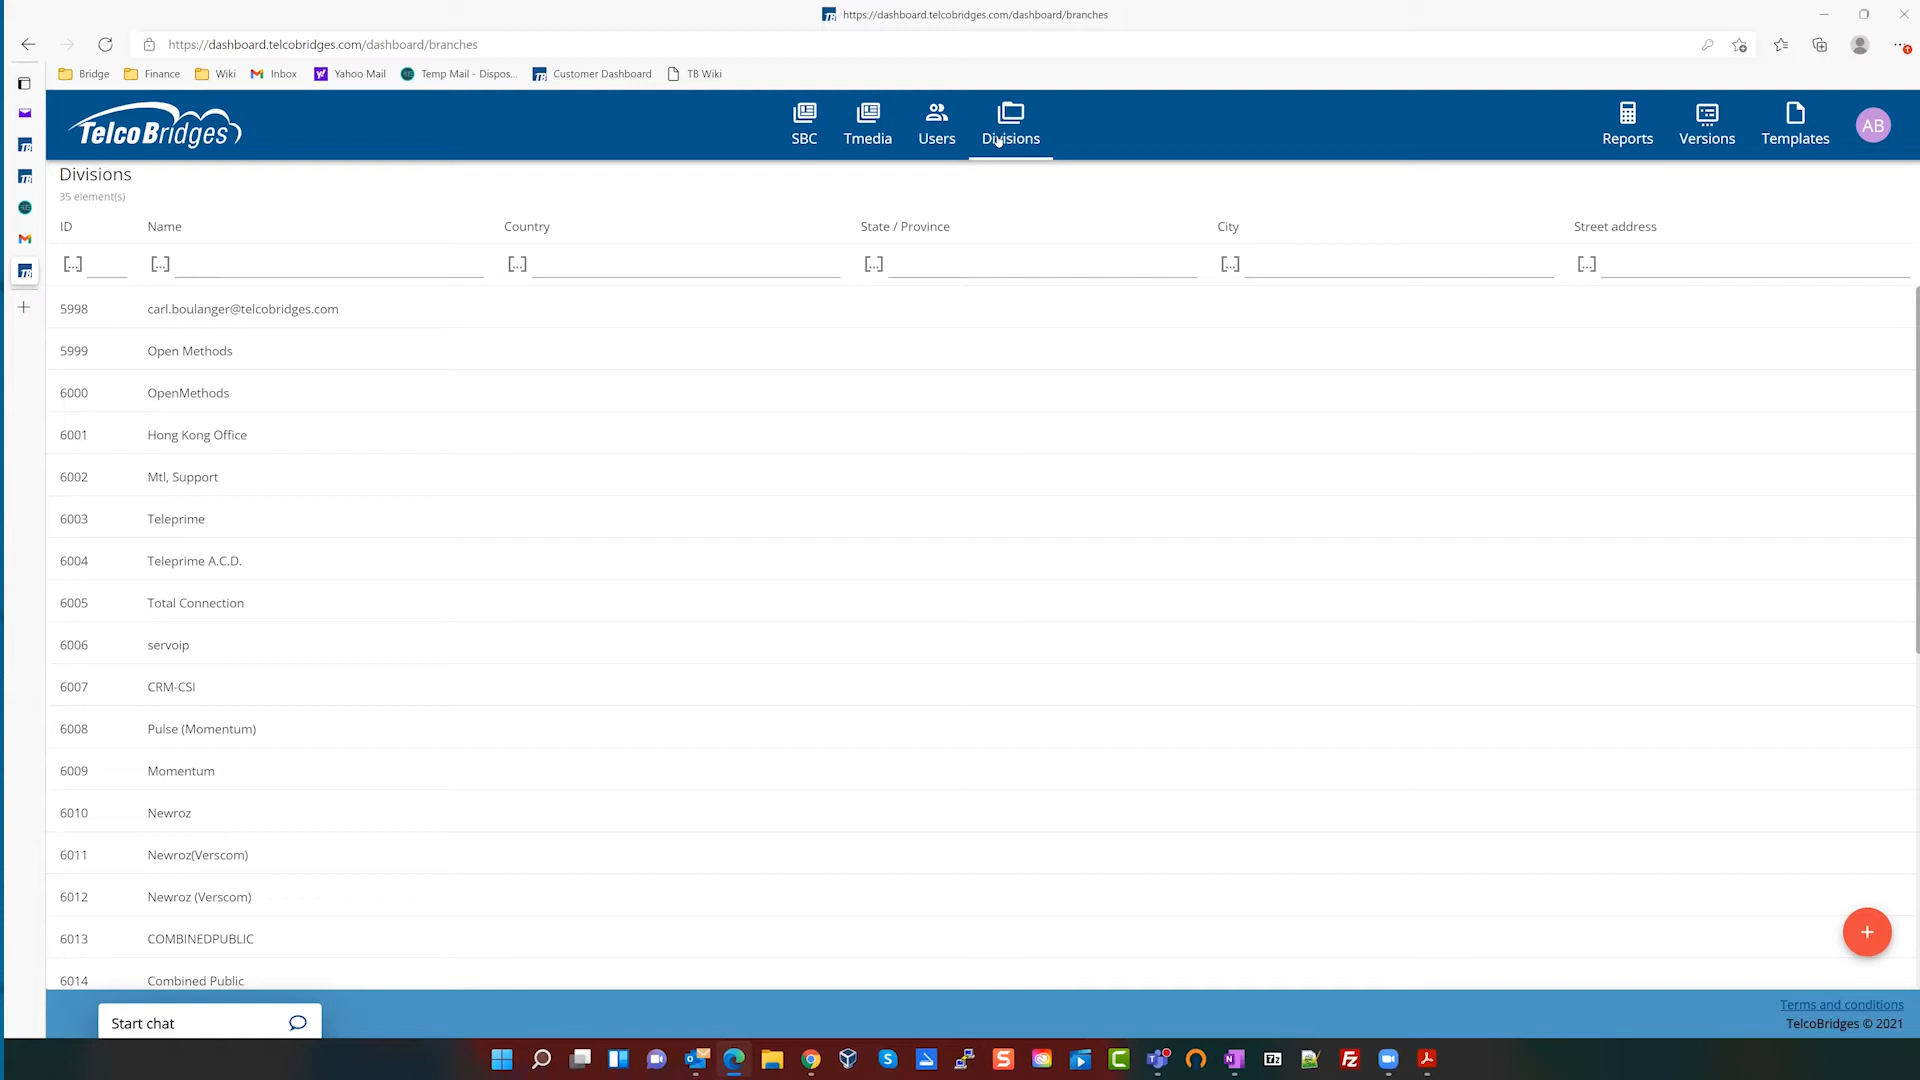 https://dashboard.telcobridges.com/dashboard/branches
https://dashboard.telcobridges.com/dashboard/branches
Bridge Finance Wiki Inbox Yahoo Mail Temp Mail - Dispos... Customer Dashboard TB Wiki
TelcoBridges SBC Tmedia Users Divisions Reports Versions Templates AB
Divisions
35 element(s)
ID Name Country State / Province City Street address
[...] [...] [...] [...] [...] [...]
5998 carl.boulanger@telcobridges.com
5999 Open Methods
6000 OpenMethods
6001 Hong Kong Office
6002 Mtl, Support
6003 Teleprime
6004 Teleprime A.C.D.
6005 Total Connection
6006 servoip
6007 CRM-CSI
6008 Pulse (Momentum)
6009 Momentum
6010 Newroz
6011 Newroz(Verscom)
6012 Newroz (Verscom)
6013 COMBINEDPUBLIC
6014 Combined Public
+
Terms and conditions
Start chat
TelcoBridges © 2021